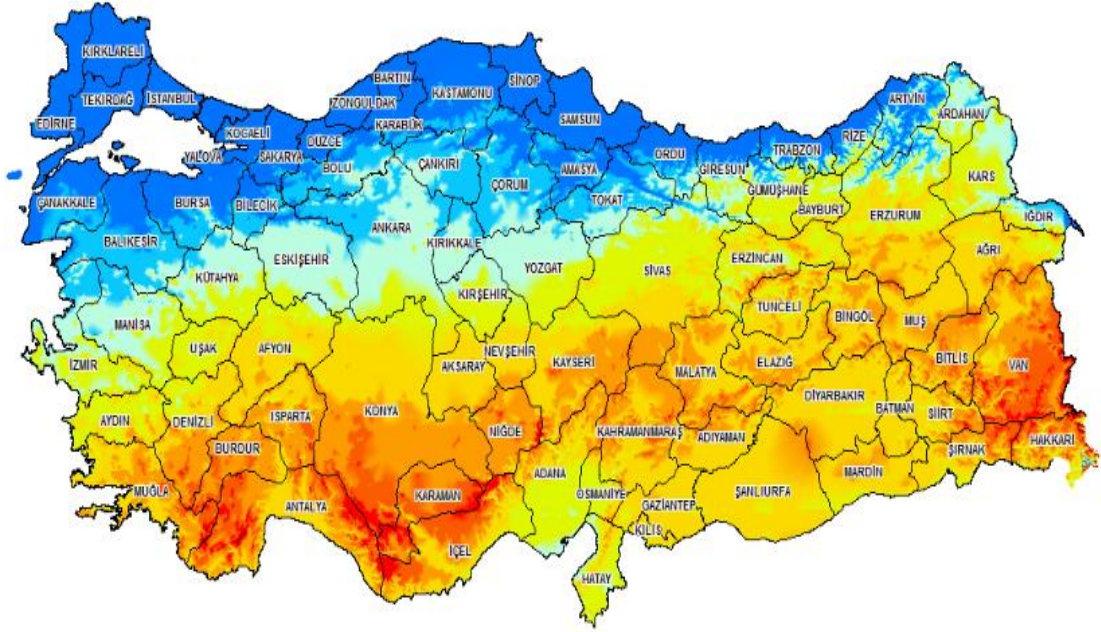 KIRKLARELİ
BARTIN
SİNOP
KASTAMONU
TEKİRDAĞ
İSTANBUL
ZONGULDAK
ARTVİN
EDİRNE
KARABÜK
SAMSUN
ARDAHAN
KOCAELİ
DÜZCE
RİZE
YALOVA
SAKARYA
BOLU
ÇANKIRI
ORDU
TRABZON
AMASYA
GİRESUN
KARS
ÇORUM
GÜMÜŞHANE
ÇANAKKALE
BURSA
BİLECİK
TOKAT
BAYBURT
ERZURUM
IĞDIR
ANKARA
BALIKESİR
KIRIKKALE
AĞRI
ESKİŞEHİR
ERZİNCAN
KÜTAHYA
YOZGAT
SİVAS
KIRŞEHİR
TUNCELİ
BİNGÖL
MUŞ
MANİSA
UŞAK
AFYON
NEVŞEHİR
BİTLİS
İZMİR
AKSARAY
KAYSERİ
ELAZIĞ
VAN
MALATYA
DİYARBAKIR
KONYA
BATMAN
SİİRT
AYDIN
DENİZLİ
ISPARTA
NİĞDE
KAHRAMANMARAŞ
ADIYAMAN
HAKKARİ
BURDUR
ŞIRNAK
ADANA
MARDİN
MUĞLA
KARAMAN
OSMANİYE
ŞANLIURFA
ANTALYA
GAZİANTEP
KİLİS
İÇEL
HATAY